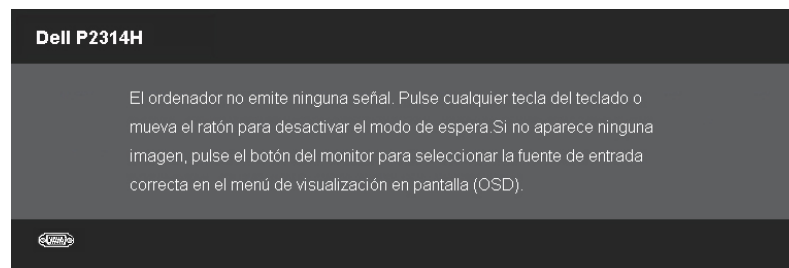 Dell P2314H
El ordenador no emite ninguna señal. Pulse cualquier tecla del teclado o
mueva el ratón para desactivar el modo de espera.Si no aparece ninguna
imagen, pulse el botón del monitor para seleccionar la fuente de entrada
correcta en el menú de visualización en pantalla (OSD).